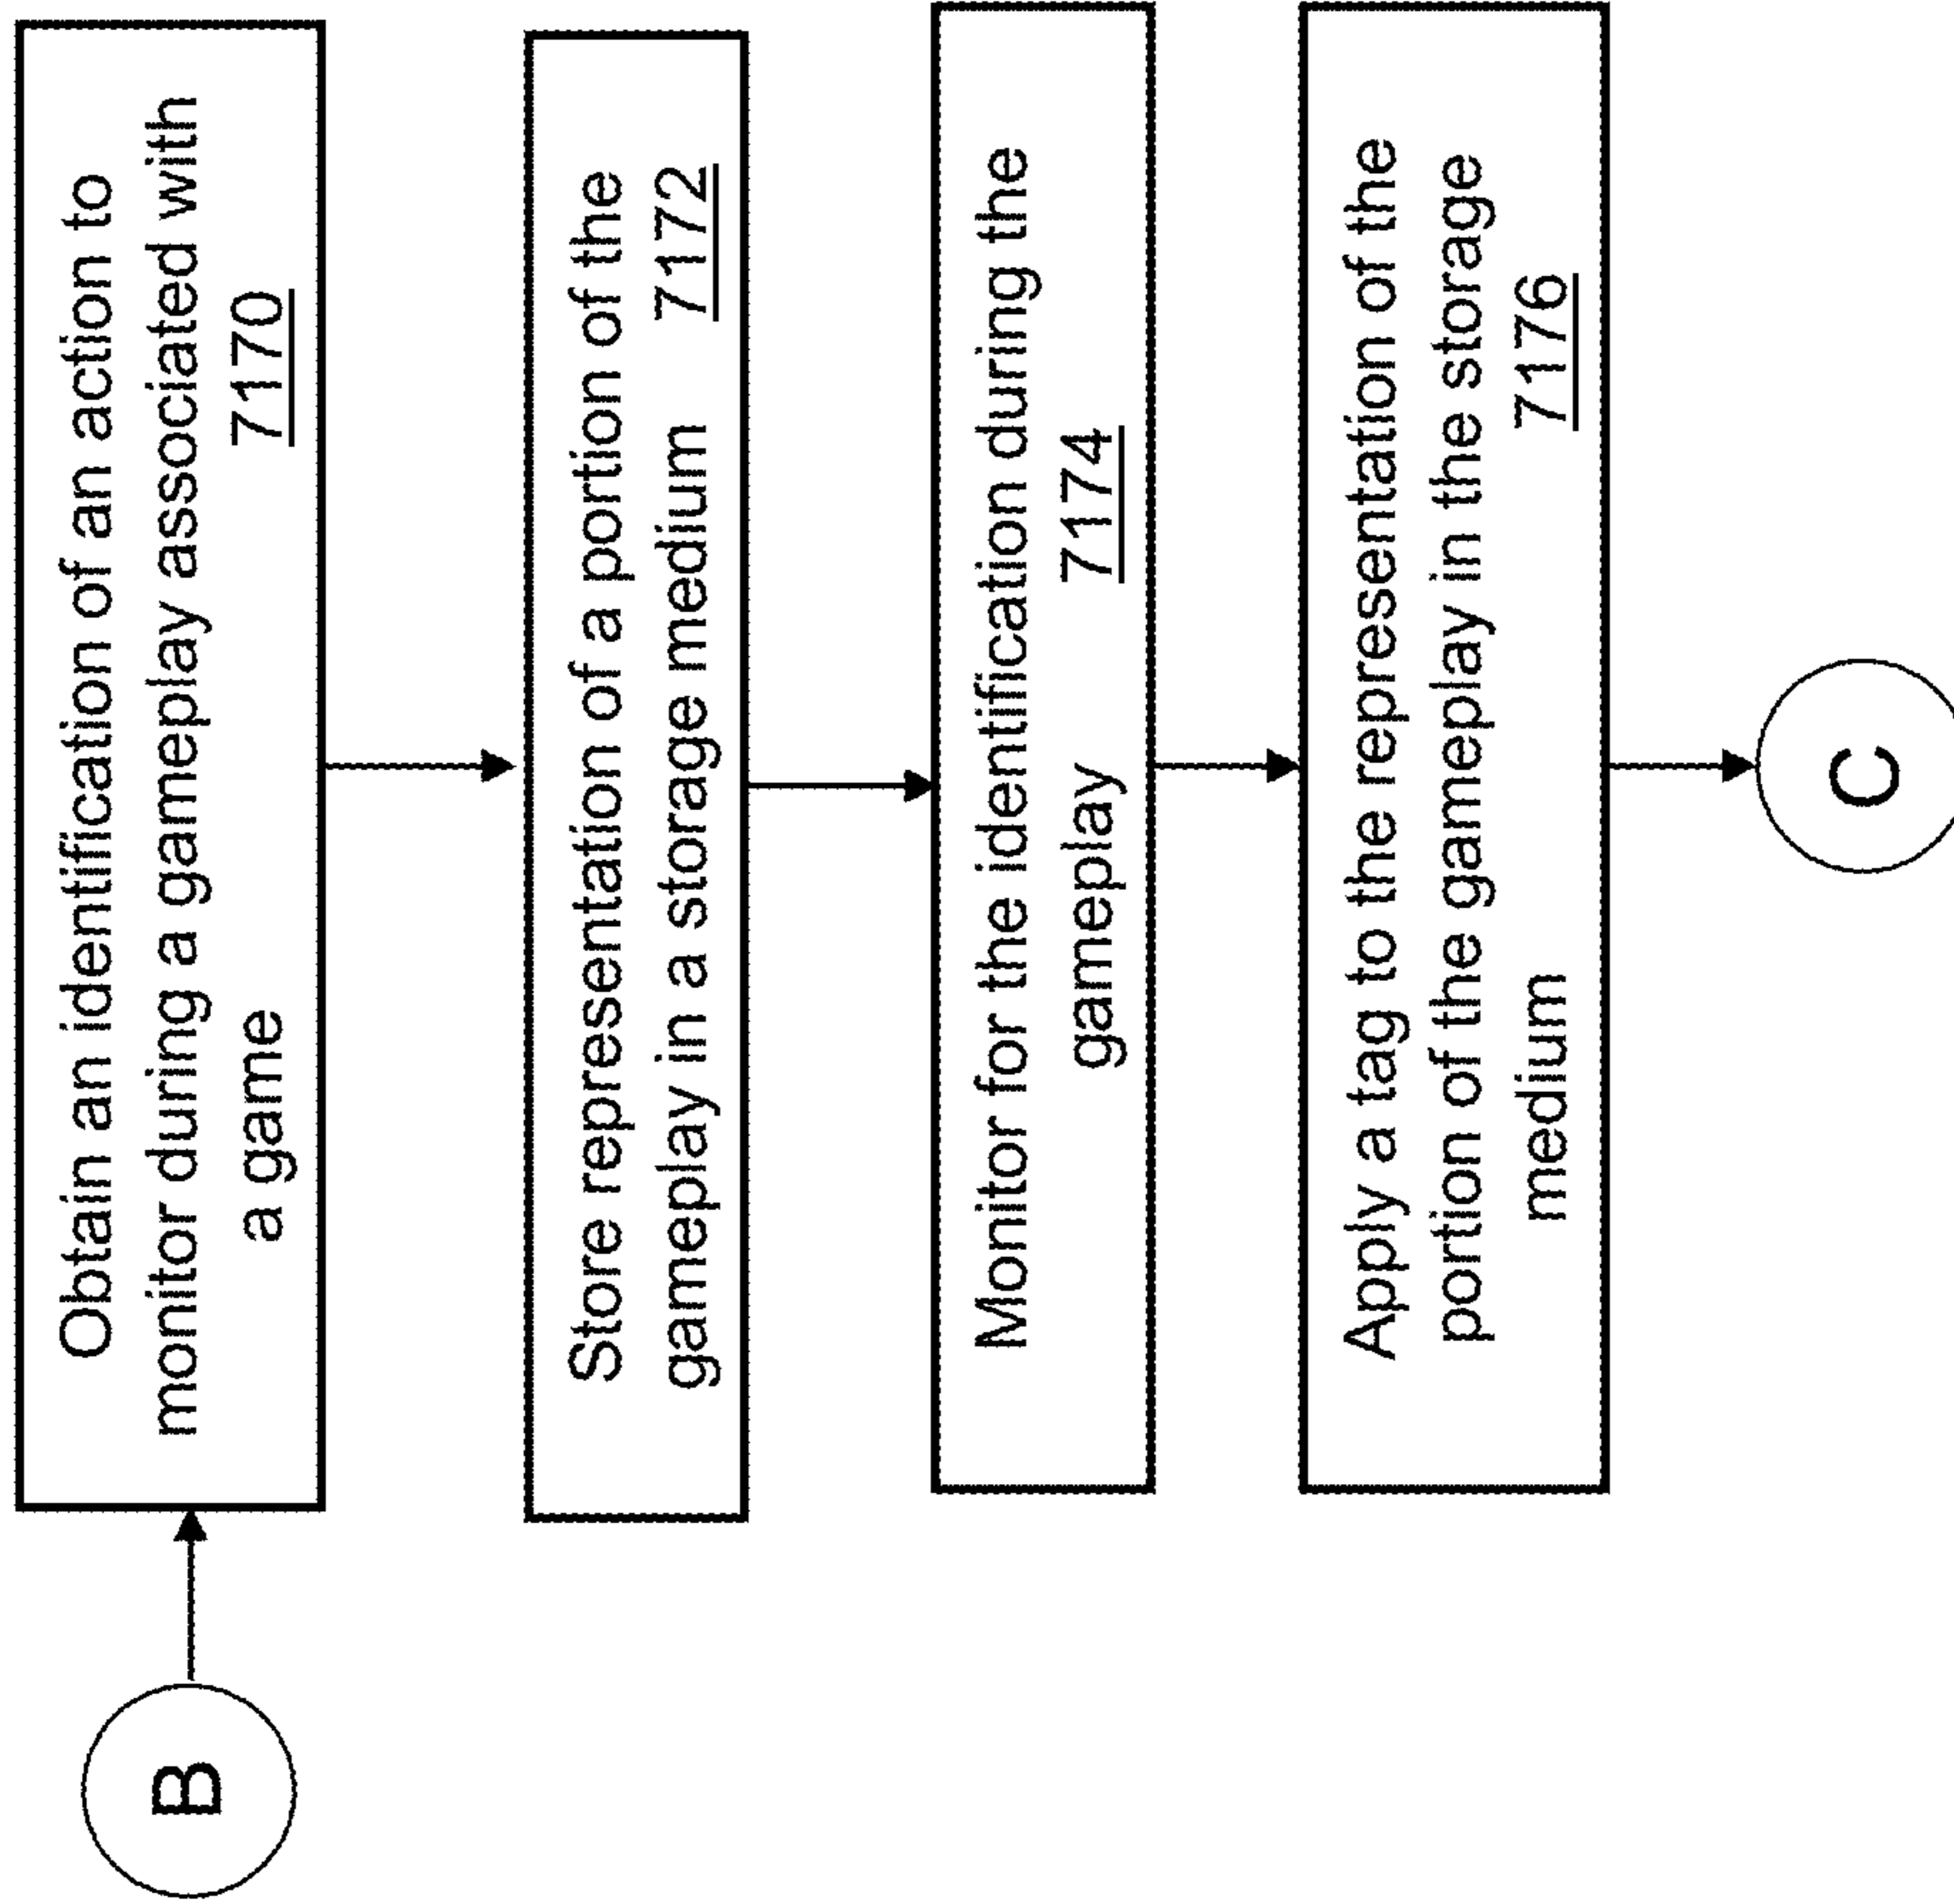 B
Obtain an identification of an action to
monitor during a gameplay associated with
a game 7170
Store representation of a portion of the
gameplay in a storage medium 7172
Monitor for the identification during the
gameplay 7174
Apply a tag to the representation of the
portion of the gameplay in the storage
medium 7176
C